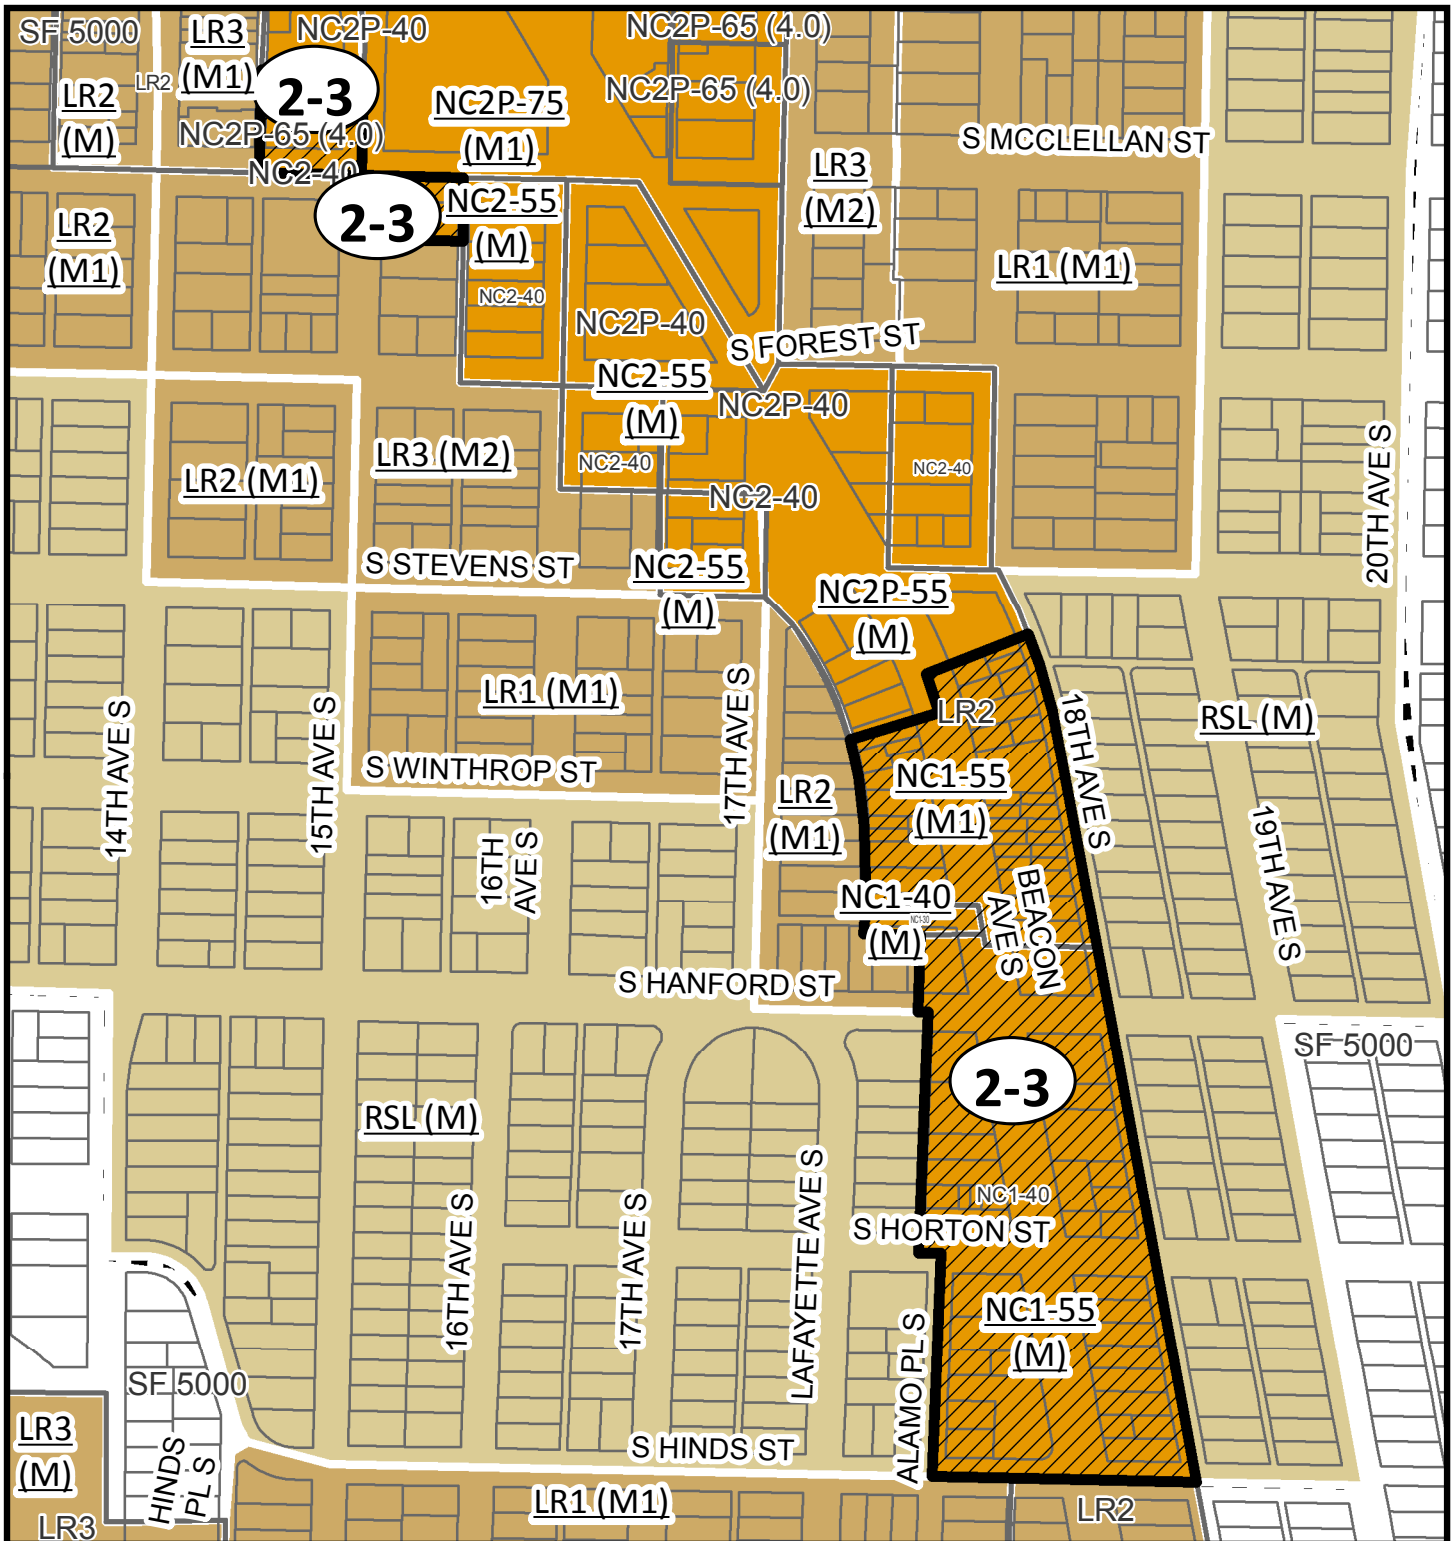 SF 5000
LR3
(M1)
NC2P-40
NC2P-65 (4.0)
LR2
LR2
(M)
2-3
NC2P-75
(M1)
NC2P-65 (4.0)
NC2P-65 (4.0)
NC2-40
S MCCLELLAN ST
LR3
(M2)
2-3
NC2-55
(M)
LR2
(M1)
LR1 (M1)
NC2-40
NC2P-40
S FOREST ST
NC2-55
(M)
NC2P-40
LR2 (M1)
LR3 (M2)
NC2-40
NC2-40
NC2-40
20TH AVE S
S STEVENS ST
NC2-55
(M)
NC2P-55
(M)
LR1 (M1)
17TH AVE S
LR2
18TH AVE S
RSL (M)
14TH AVE S
15TH AVE S
S WINTHROP ST
LR2
(M1)
NC1-55
(M1)
19TH AVE S
16TH
AVE S
NC1-40
(M)
NC1-30
BEACON
AVE S
S HANFORD ST
SF 5000
2-3
RSL (M)
16TH AVE S
17TH AVE S
LAFAYETTE AVE S
NC1-40
S HORTON ST
NC1-55
(M)
ALAMO PL S
SF 5000
LR3
(M)
HINDS
PL S
S HINDS ST
LR1 (M1)
LR2
LR3